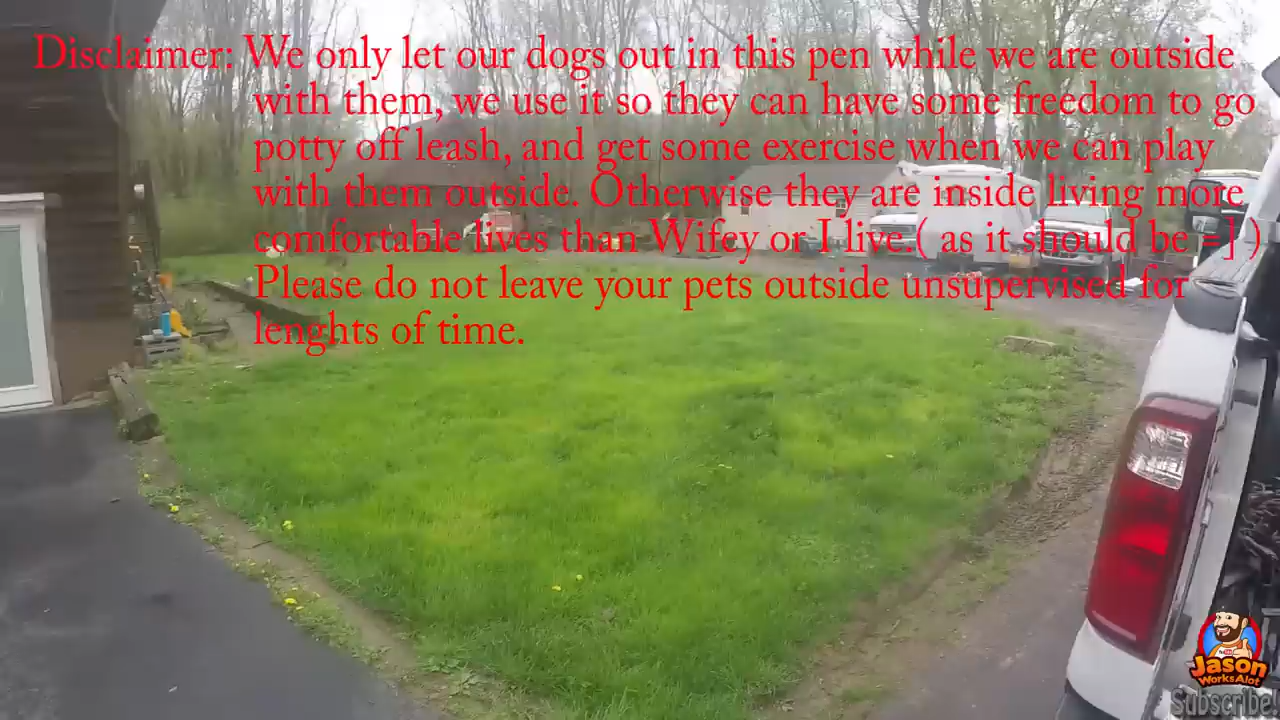 Disclaimer: We only let our dogs out in this pen while we are outside
with them, we use it so they can have some freedom to go
potty off leash, and get some exercise when we can play
with them outside. Otherwise they are inside living more
comfortable lives than Wifey or I live.( as it should be =] )
Please do not leave your pets outside unsupervised for
lenghts of time.
Jason
WorksAlot
Subscribe!